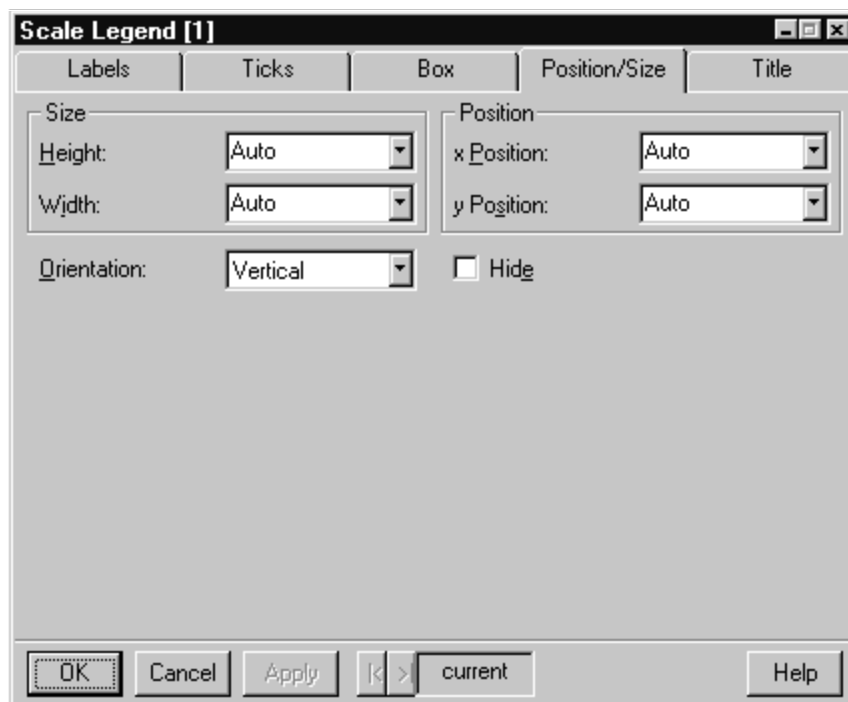 Scale Legend [1]
Labels Ticks Box Position/Size Title
Size Position
Height: Auto x Position: Auto
Width: Auto y Position: Auto
Orientation: Vertical Hide
OK Cancel Apply |< >| current Help